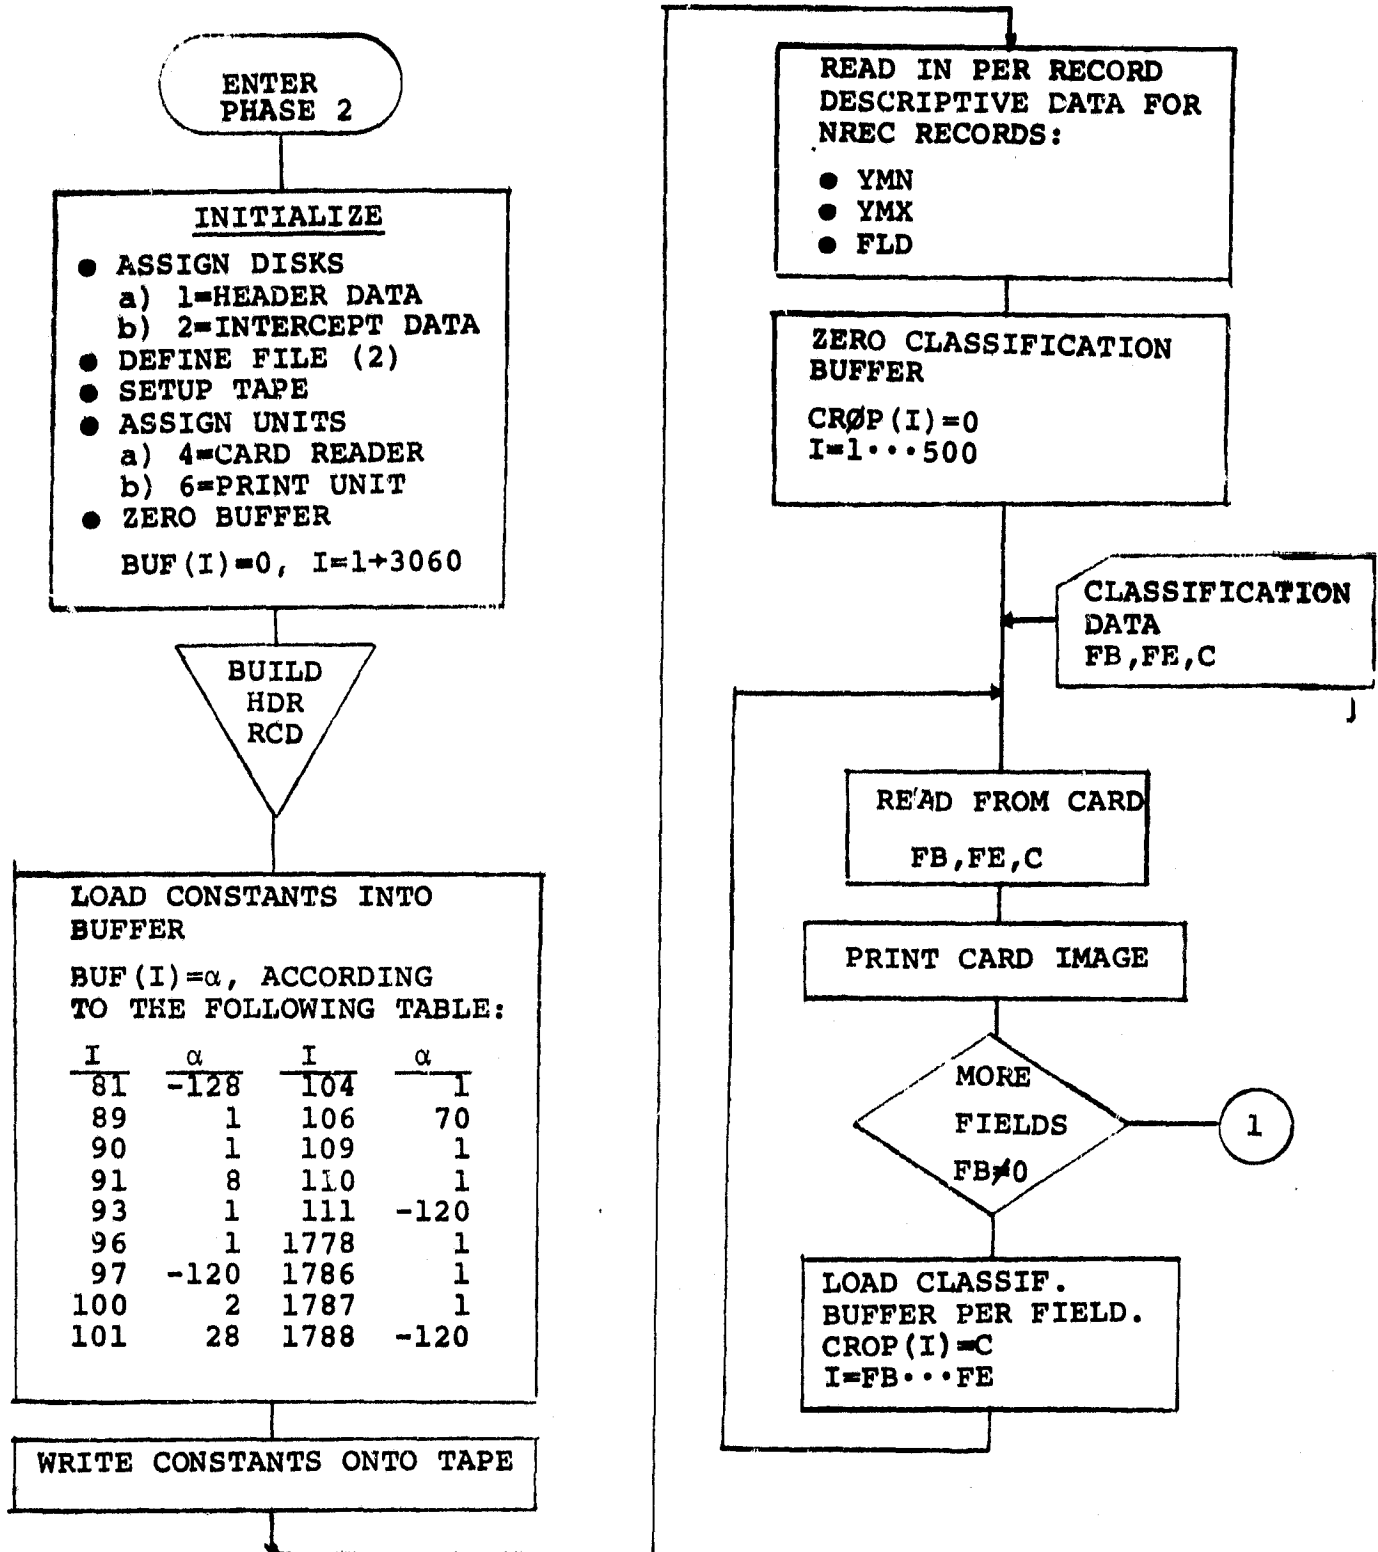 ENTER
PHASE 2
INITIALIZE
● ASSIGN DISKS
a) 1=HEADER DATA
b) 2=INTERCEPT DATA
● DEFINE FILE (2)
● SETUP TAPE
● ASSIGN UNITS
a) 4=CARD READER
b) 6=PRINT UNIT
● ZERO BUFFER
BUF(I)=0, I=1→3060
BUILD
HDR
RCD
LOAD CONSTANTS INTO
BUFFER
BUF(I)=α, ACCORDING
TO THE FOLLOWING TABLE:
I α I α
81 -128 104 1
89 1 106 70
90 1 109 1
91 8 110 1
93 1 111 -120
96 1 1778 1
97 -120 1786 1
100 2 1787 1
101 28 1788 -120
WRITE CONSTANTS ONTO TAPE
READ IN PER RECORD
DESCRIPTIVE DATA FOR
NREC RECORDS:
● YMN
● YMX
● FLD
ZERO CLASSIFICATION
BUFFER
CRØP(I)=0
I=1···500
CLASSIFICATION
DATA
FB,FE,C
READ FROM CARD
FB,FE,C
PRINT CARD IMAGE
MORE
FIELDS
FB≠0
1
LOAD CLASSIF.
BUFFER PER FIELD.
CROP(I)=C
I=FB···FE